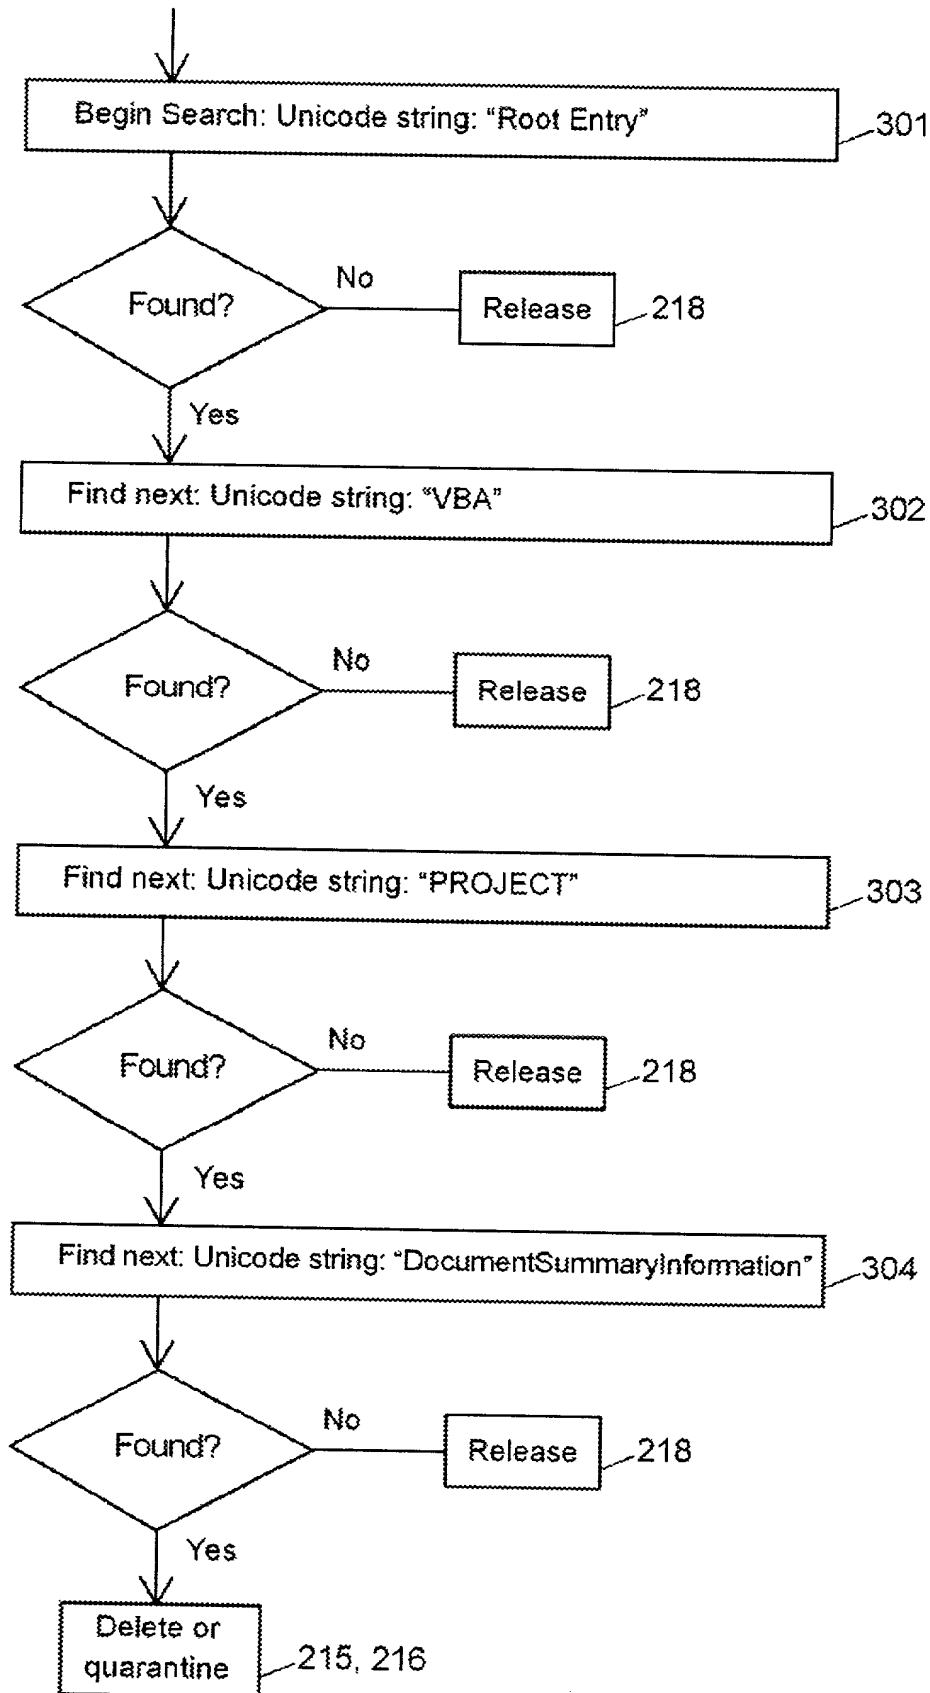 Begin Search: Unicode string: “Root Entry”
301
Found?
No
Release
218
Yes
Find next: Unicode string: “VBA”
302
Found?
No
Release
218
Yes
Find next: Unicode string: “PROJECT”
303
Found?
No
Release
218
Yes
Find next: Unicode string: “DocumentSummaryInformation”
304
Found?
No
Release
218
Yes
Delete or
quarantine
215, 216